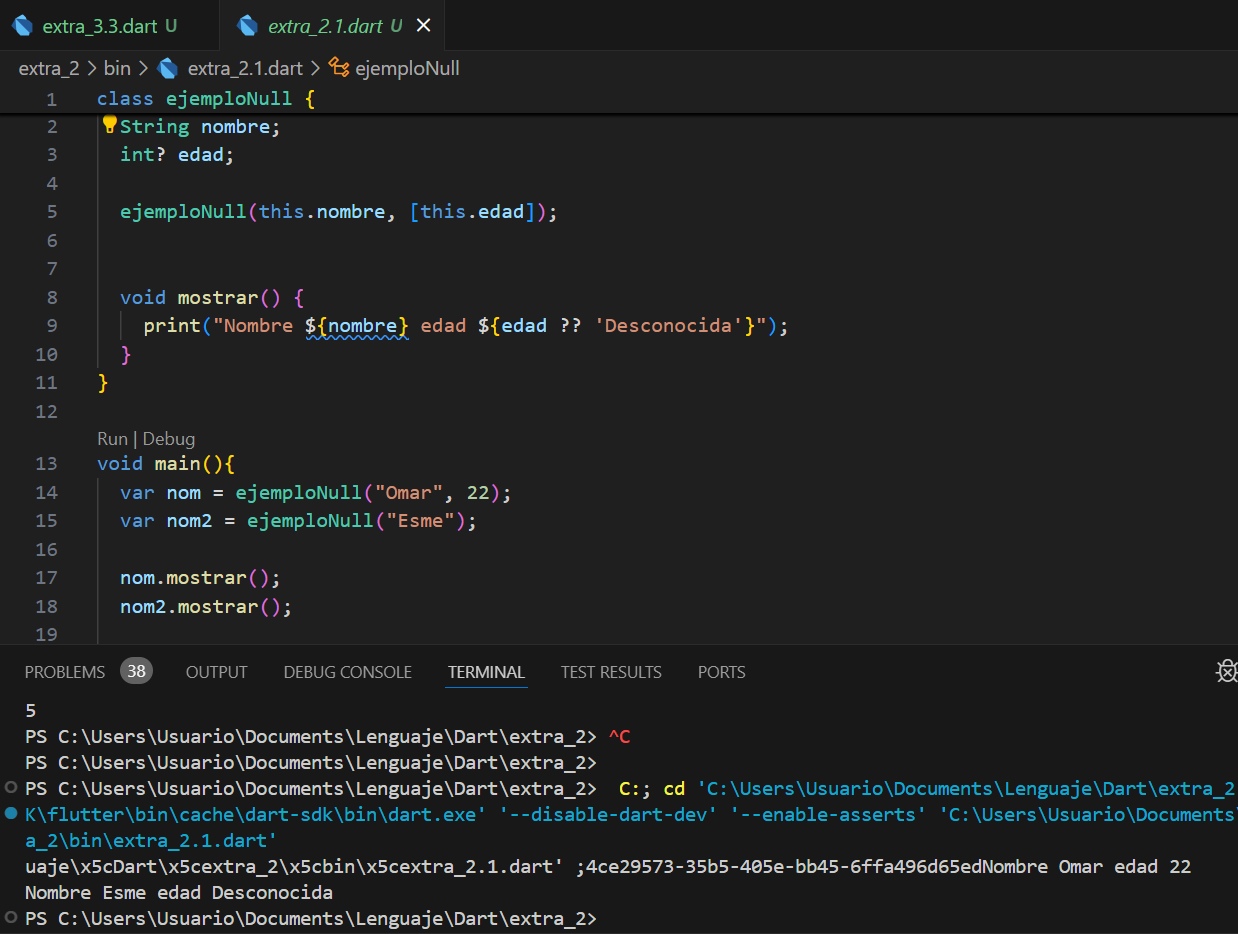 extra_3.3.dart U
extra_2.1.dart U
extra_2 > bin > extra_2.1.dart > ejemploNull
1 class ejemploNull {
2 String nombre;
3 int? edad;
4
5 ejemploNull(this.nombre, [this.edad]);
6
7
8 void mostrar() {
9 print("Nombre ${nombre} edad ${edad ?? 'Desconocida'}");
10 }
11 }
12
Run | Debug
13 void main(){
14 var nom = ejemploNull("Omar", 22);
15 var nom2 = ejemploNull("Esme");
16
17 nom.mostrar();
18 nom2.mostrar();
19
PROBLEMS 38 OUTPUT DEBUG CONSOLE TERMINAL TEST RESULTS PORTS
5
PS C:\Users\Usuario\Documents\Lenguaje\Dart\extra_2> ^C
PS C:\Users\Usuario\Documents\Lenguaje\Dart\extra_2>
PS C:\Users\Usuario\Documents\Lenguaje\Dart\extra_2> C:; cd 'C:\Users\Usuario\Documents\Lenguaje\Dart\extra_2
K\flutter\bin\cache\dart-sdk\bin\dart.exe' '--disable-dart-dev' '--enable-asserts' 'C:\Users\Usuario\Documents
a_2\bin\extra_2.1.dart'
uaje\x5cDart\x5cextra_2\x5cbin\x5cextra_2.1.dart' ;4ce29573-35b5-405e-bb45-6ffa496d65edNombre Omar edad 22
Nombre Esme edad Desconocida
PS C:\Users\Usuario\Documents\Lenguaje\Dart\extra_2>